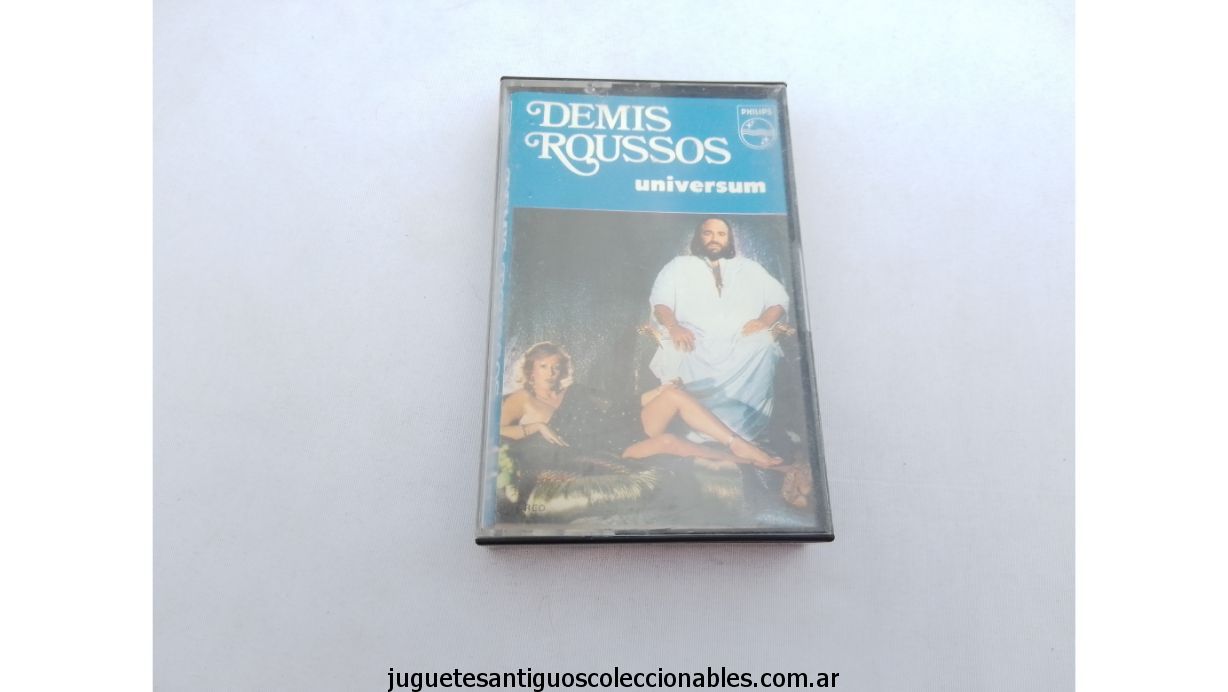 DEMIS
ROUSSOS
PHILIPS
universum
juguetesantiguoscoleccionables.com.ar